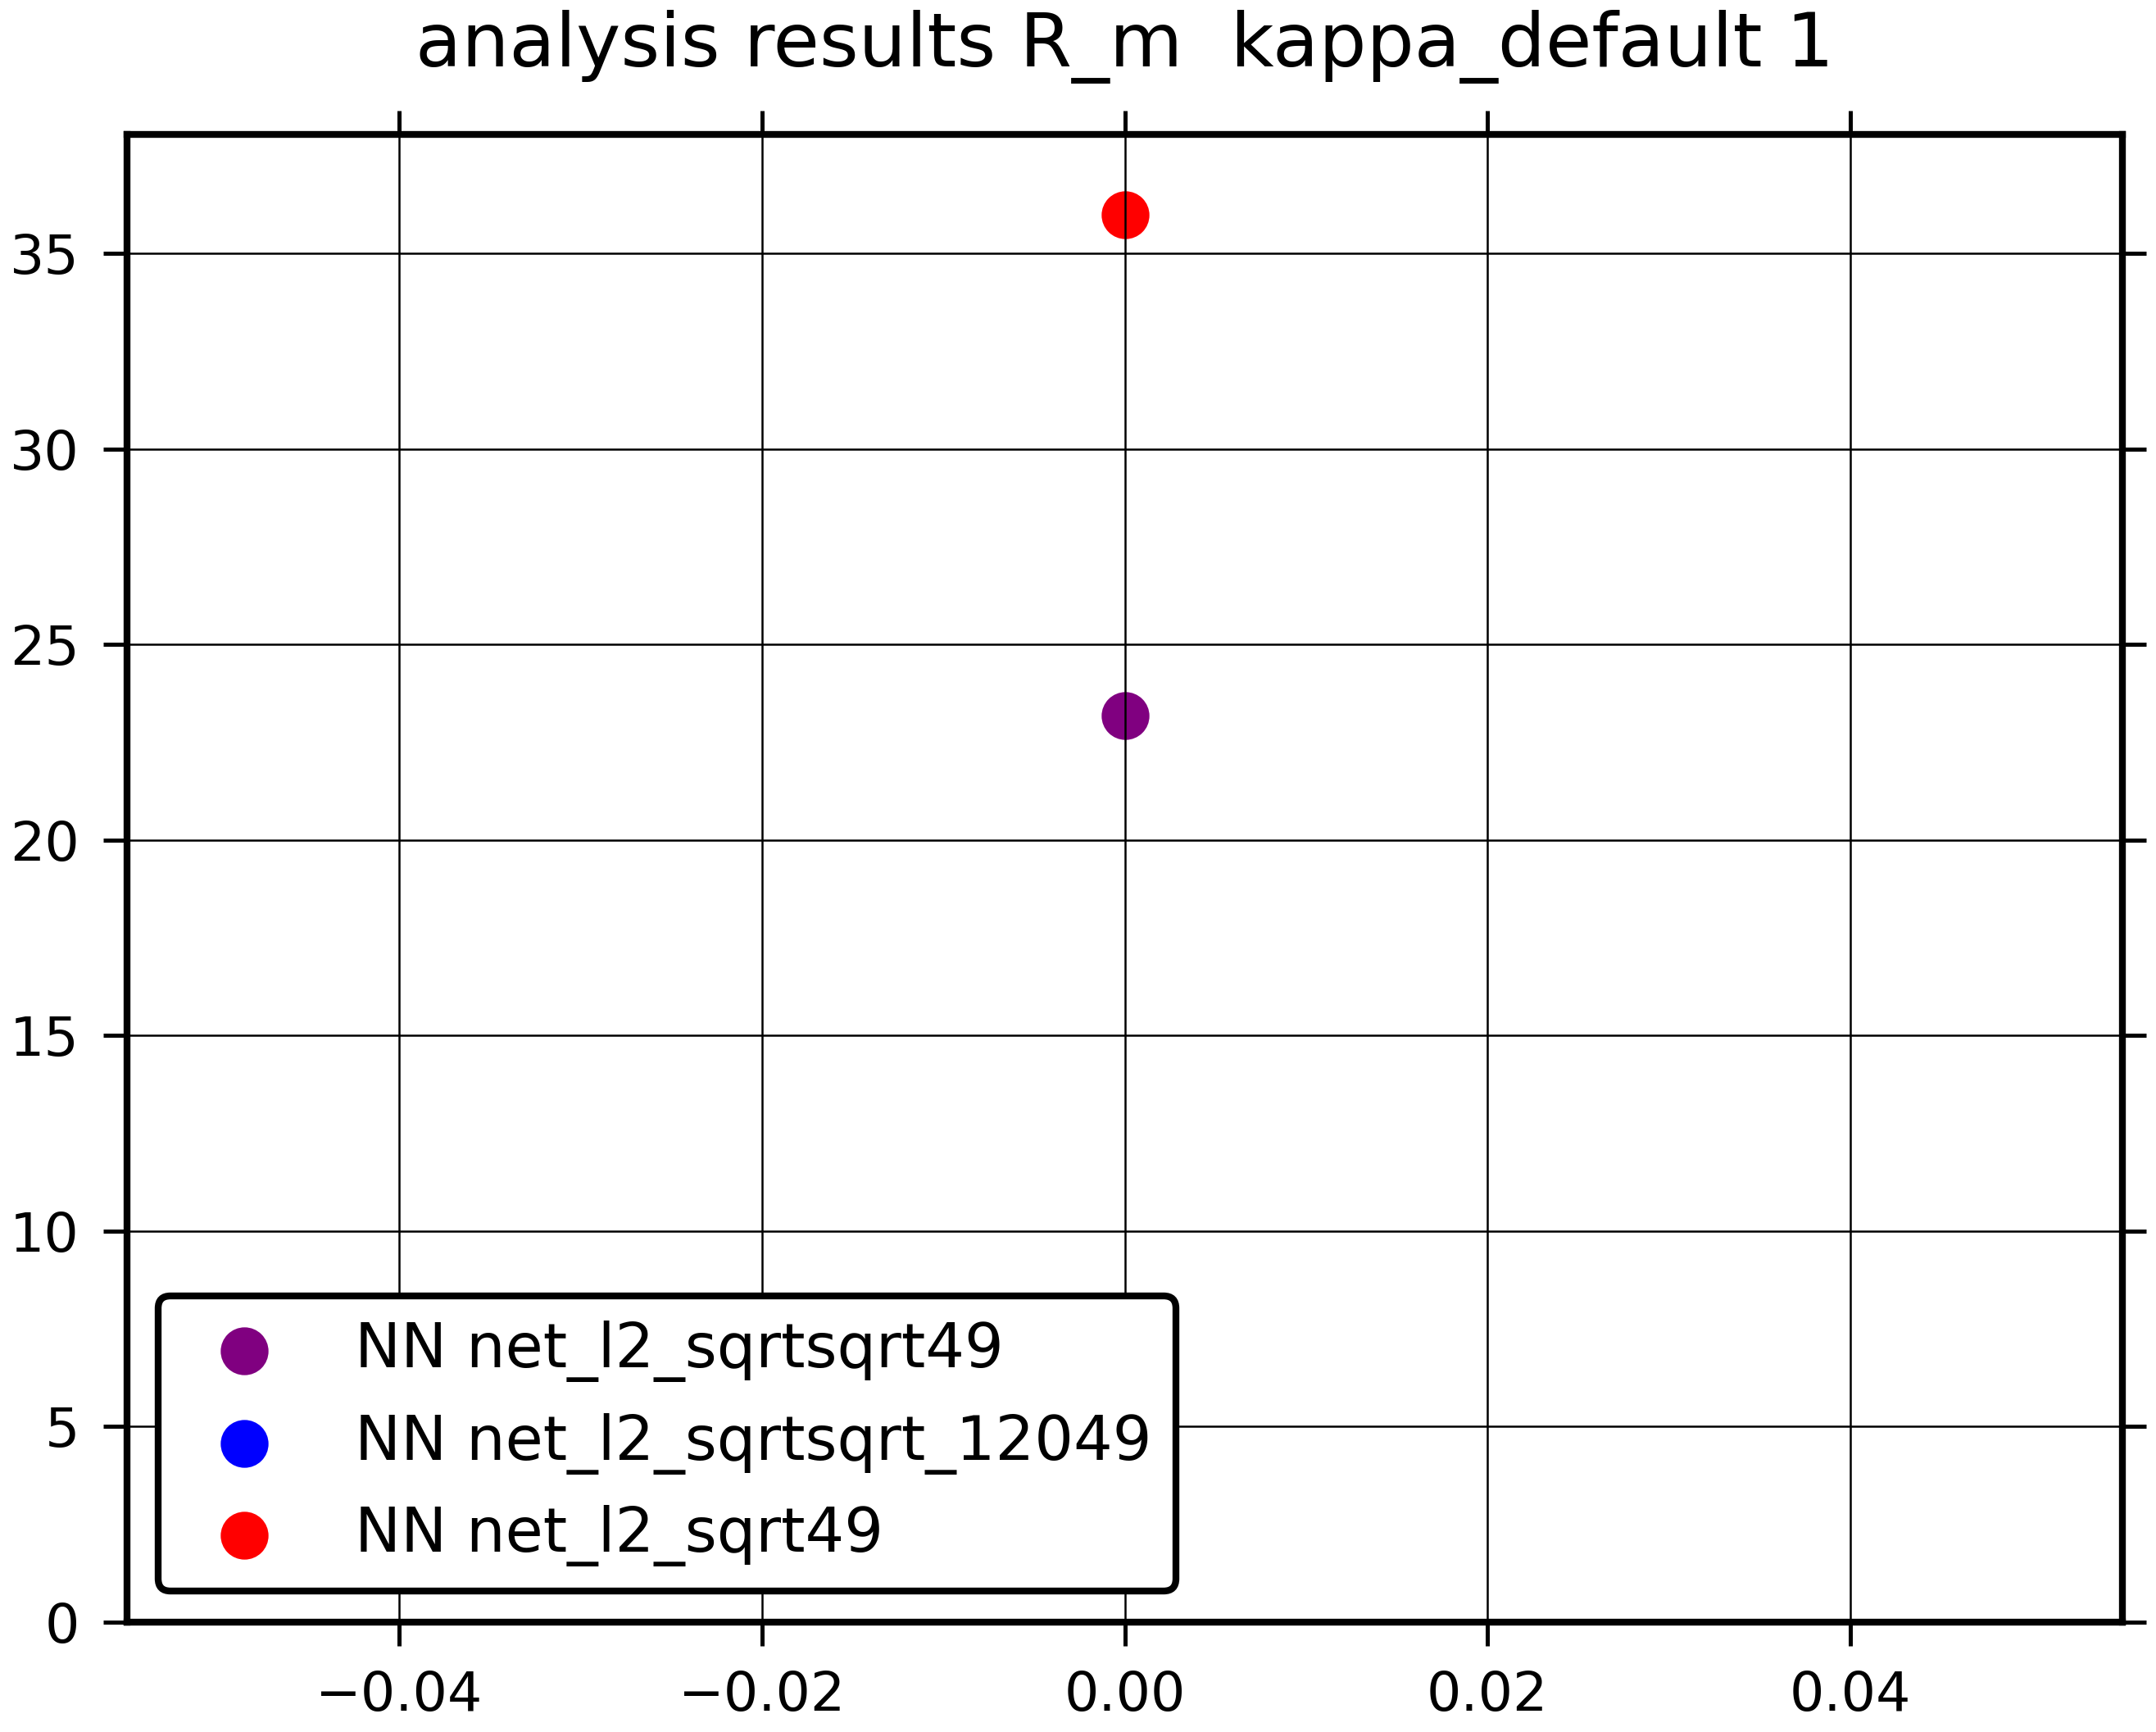 analysis results R_m  kappa_default 1
35
30
25
20
15
10
5
0
NN net_l2_sqrtsqrt49
NN net_l2_sqrtsqrt_12049
NN net_l2_sqrt49
−0.04 −0.02 0.00 0.02 0.04